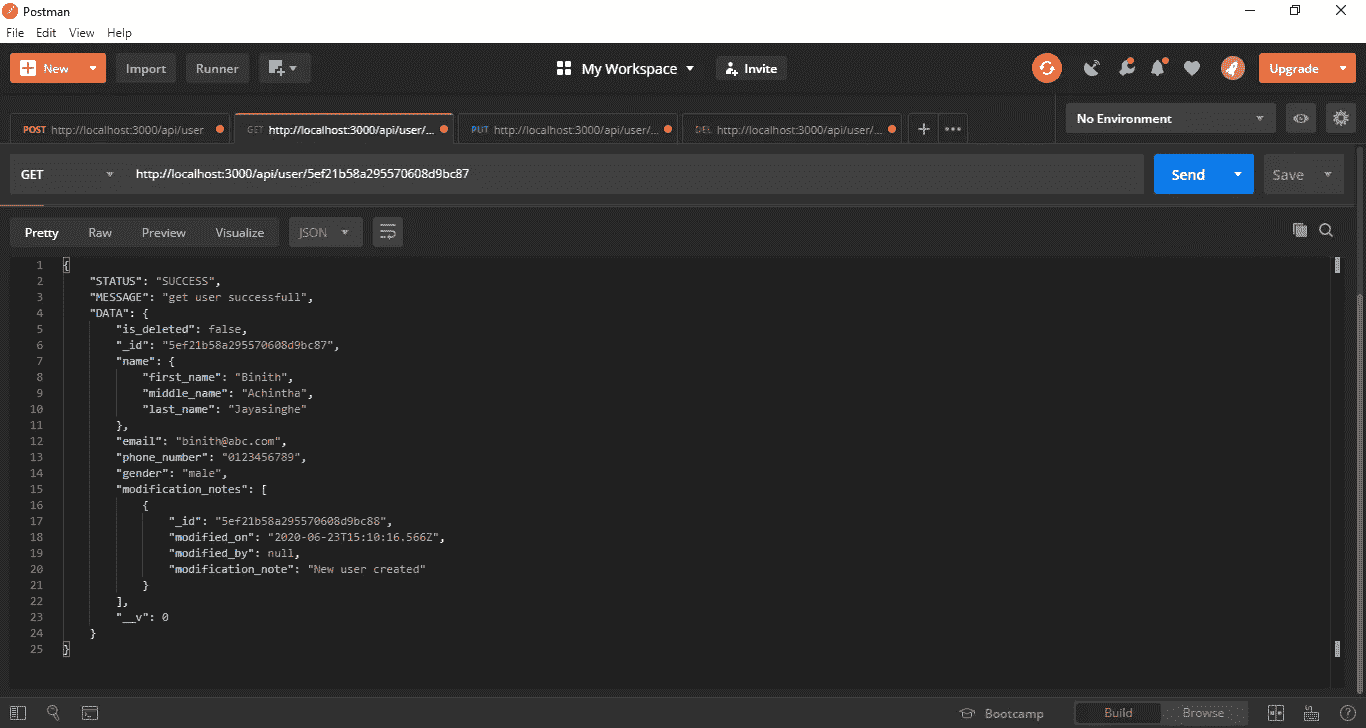 Postman
File Edit View Help
New Import Runner My Workspace Invite Upgrade
POST http://localhost:3000/api/user GET http://localhost:3000/api/user/... PUT http://localhost:3000/api/user/... DEL http://localhost:3000/api/user/... No Environment
GET http://localhost:3000/api/user/5ef21b58a295570608d9bc87 Send Save
Pretty Raw Preview Visualize JSON
1 {
2 "STATUS": "SUCCESS",
3 "MESSAGE": "get user successfull",
4 "DATA": {
5 "is_deleted": false,
6 "_id": "5ef21b58a295570608d9bc87",
7 "name": {
8 "first_name": "Binith",
9 "middle_name": "Achintha",
10 "last_name": "Jayasinghe"
11 },
12 "email": "binith@abc.com",
13 "phone_number": "0123456789",
14 "gender": "male",
15 "modification_notes": [
16 {
17 "_id": "5ef21b58a295570608d9bc88",
18 "modified_on": "2020-06-23T15:10:16.566Z",
19 "modified_by": null,
20 "modification_note": "New user created"
21 }
22 ],
23 "__v": 0
24 }
25 }
Bootcamp Build Browse